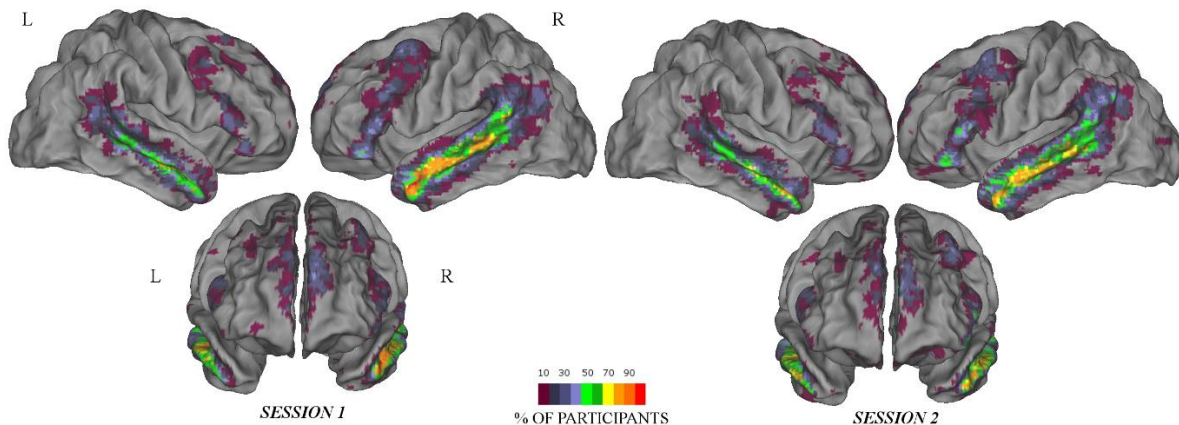 L R
L R
10 30 50 70 90
% OF PARTICIPANTS
SESSION 1
SESSION 2